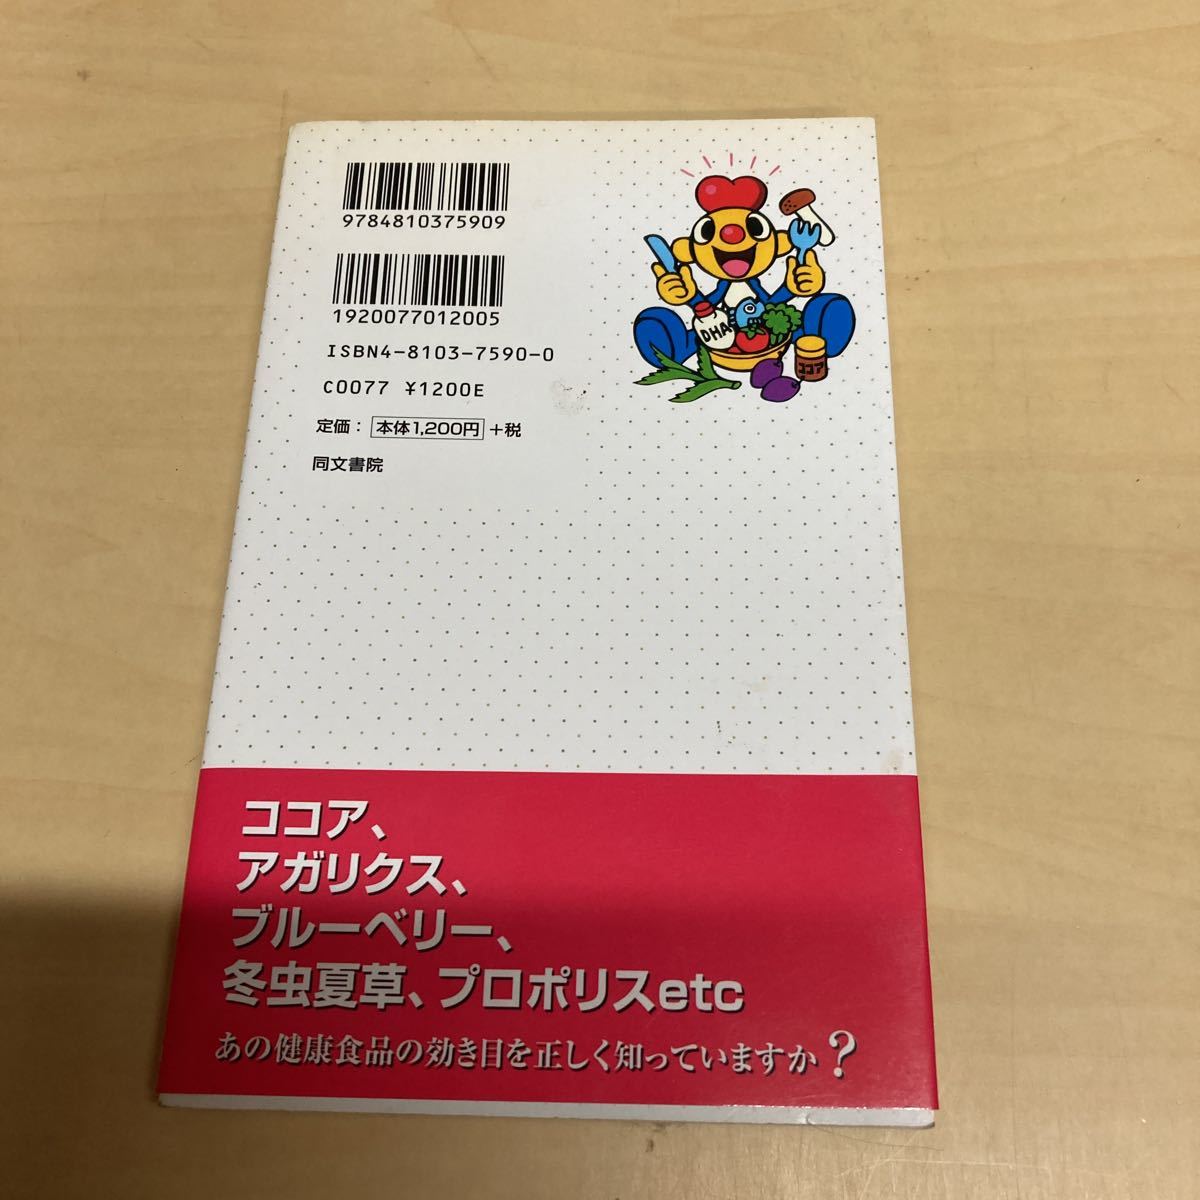 9784810375909
1920077012005
ISBN4-8103-7590-0
C0077 ¥1200E
定価：本体1,200円+税
同文書院
DHA
ココア
ココア、
アガリクス、
ブルーベリー、
冬虫夏草、プロポリスetc
あの健康食品の効き目を正しく知っていますか？